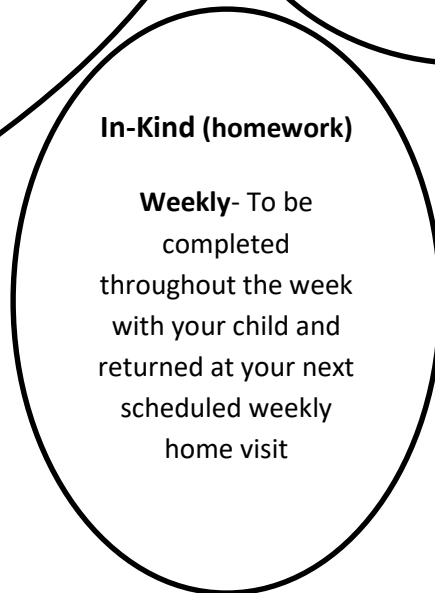 In-Kind (homework)
Weekly- To be
completed
throughout the week
with your child and
returned at your next
scheduled weekly
home visit